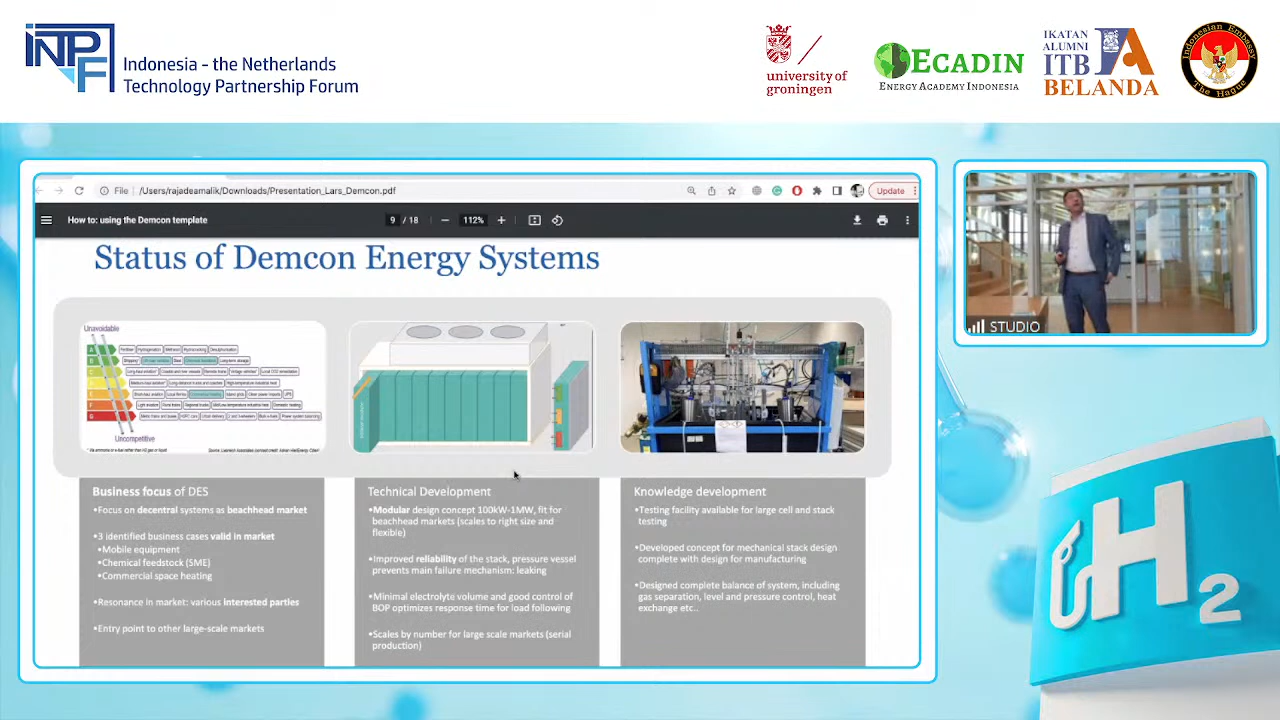 iNTPF
Indonesia - the Netherlands
Technology Partnership Forum
university of
groningen
ECADIN
ENERGY ACADEMY INDONESIA
IKATAN
ALUMNI
ITB
BELANDA
Indonesian Embassy
The Hague
File
/Users/rajadeamalik/Downloads/Presentation_Lars_Demcon.pdf
Update
How to: using the Demcon template
9 / 18
112%
Status of Demcon Energy Systems
Unavoidable
Uncompetitive
Business focus of DES
•Focus on decentral systems as beachhead market
•3 identified business cases valid in market
•Mobile equipment
•Chemical feedstock (SME)
•Commercial space heating
•Resonance in market: various interested parties
•Entry point to other large-scale markets
Technical Development
•Modular design concept 100kW-1MW, fit for
beachhead markets (scales to right size and
flexible)
•Improved reliability of the stack, pressure vessel
prevents main failure mechanism: leaking
•Minimal electrolyte volume and good control of
BOP optimizes response time for load following
•Scales by number for large scale markets (serial
production)
Knowledge development
•Testing facility available for large cell and stack
testing
•Developed concept for mechanical stack design
complete with design for manufacturing
•Designed complete balance of system, including
gas separation, level and pressure control, heat
exchange etc..
STUDIO
H2